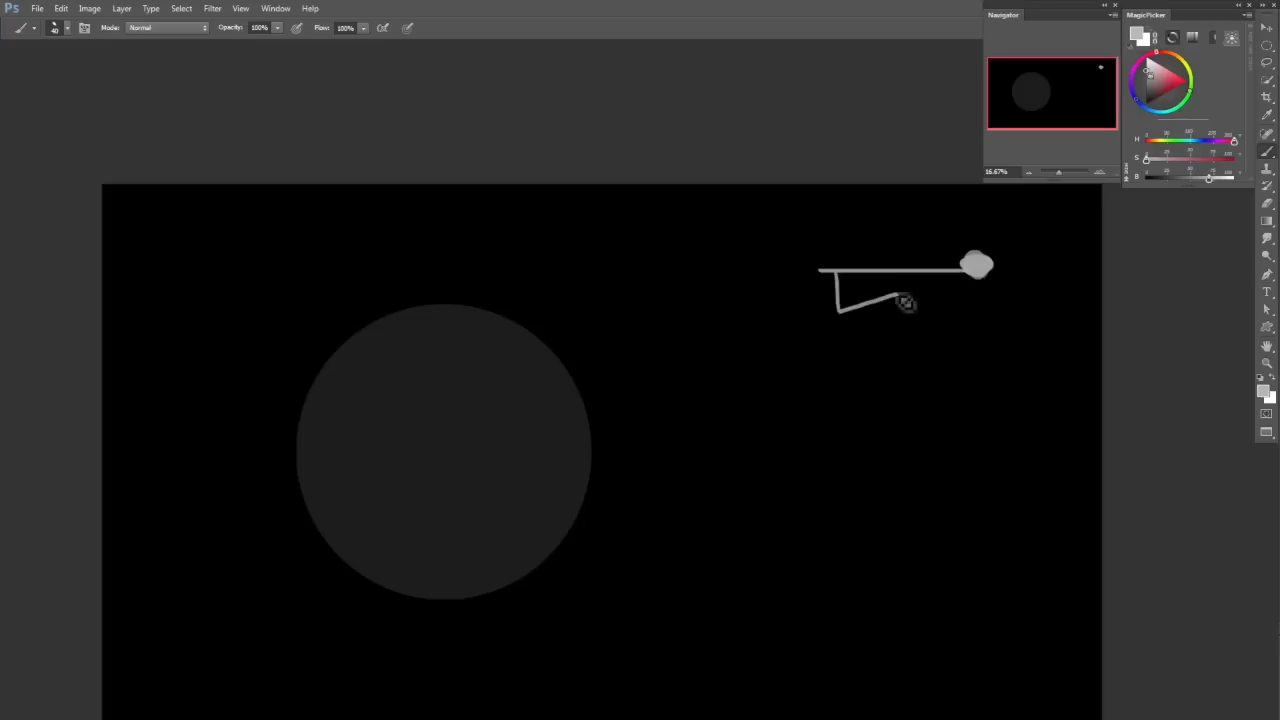 Ps File Edit Image Layer Type Select Filter View Window Help
40 Mode: Normal Opacity: 100% Flow: 100%
Navigator
16.67%
MagicPicker
H
S
B